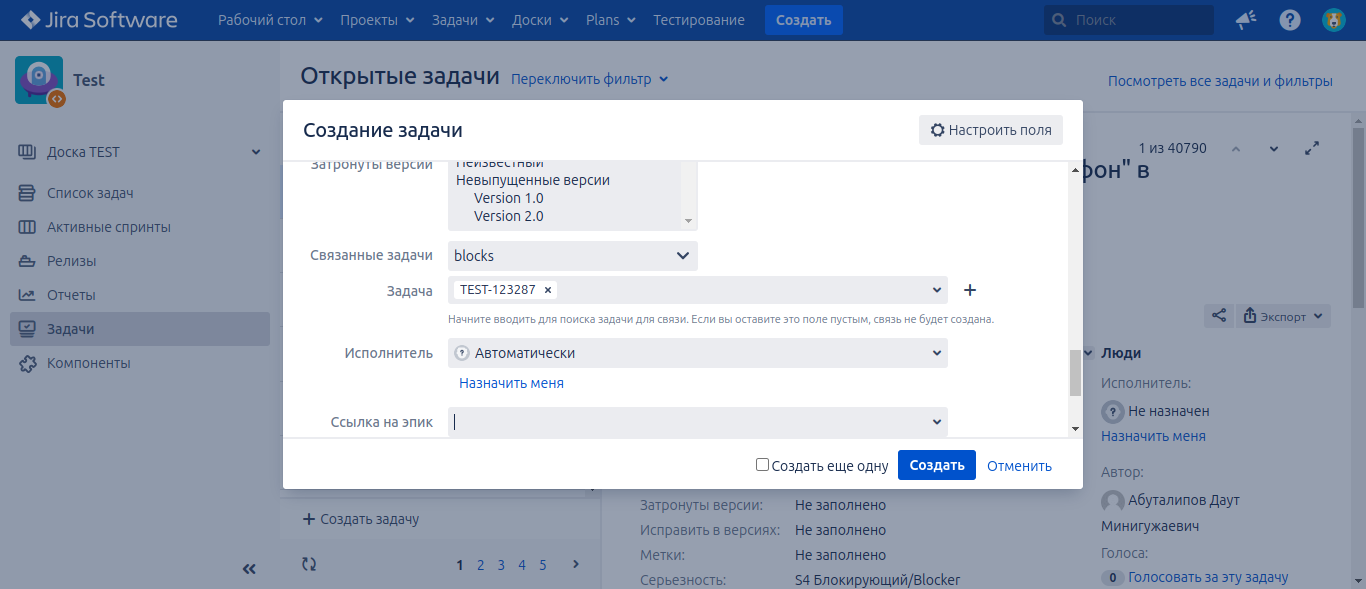 Jira Software
Рабочий стол Проекты Задачи Доски Plans Тестирование Создать Поиск
Test
Открытые задачи Переключить фильтр
Посмотреть все задачи и фильтры
Доска TEST
Список задач
Активные спринты
Релизы
Отчеты
Задачи
Компоненты
Создание задачи
Настроить поля
Затронуты версии
Неизвестный
Невыпущенные версии
Version 1.0
Version 2.0
Связанные задачи blocks
Задача TEST-123287 ×
Начните вводить для поиска задачи для связи. Если вы оставите это поле пустым, связь не будет создана.
Исполнитель Автоматически
Назначить меня
Ссылка на эпик
Создать еще одну Создать Отменить
1 из 40790
фон" в
Экспорт
Люди
Исполнитель:
Не назначен
Назначить меня
Автор:
Абуталипов Даут
Минигужаевич
Голоса:
0 Голосовать за эту задачу
Затронуты версии: Не заполнено
Исправить в версиях: Не заполнено
Метки: Не заполнено
Серьезность: S4 Блокирующий/Blocker
+ Создать задачу
1 2 3 4 5